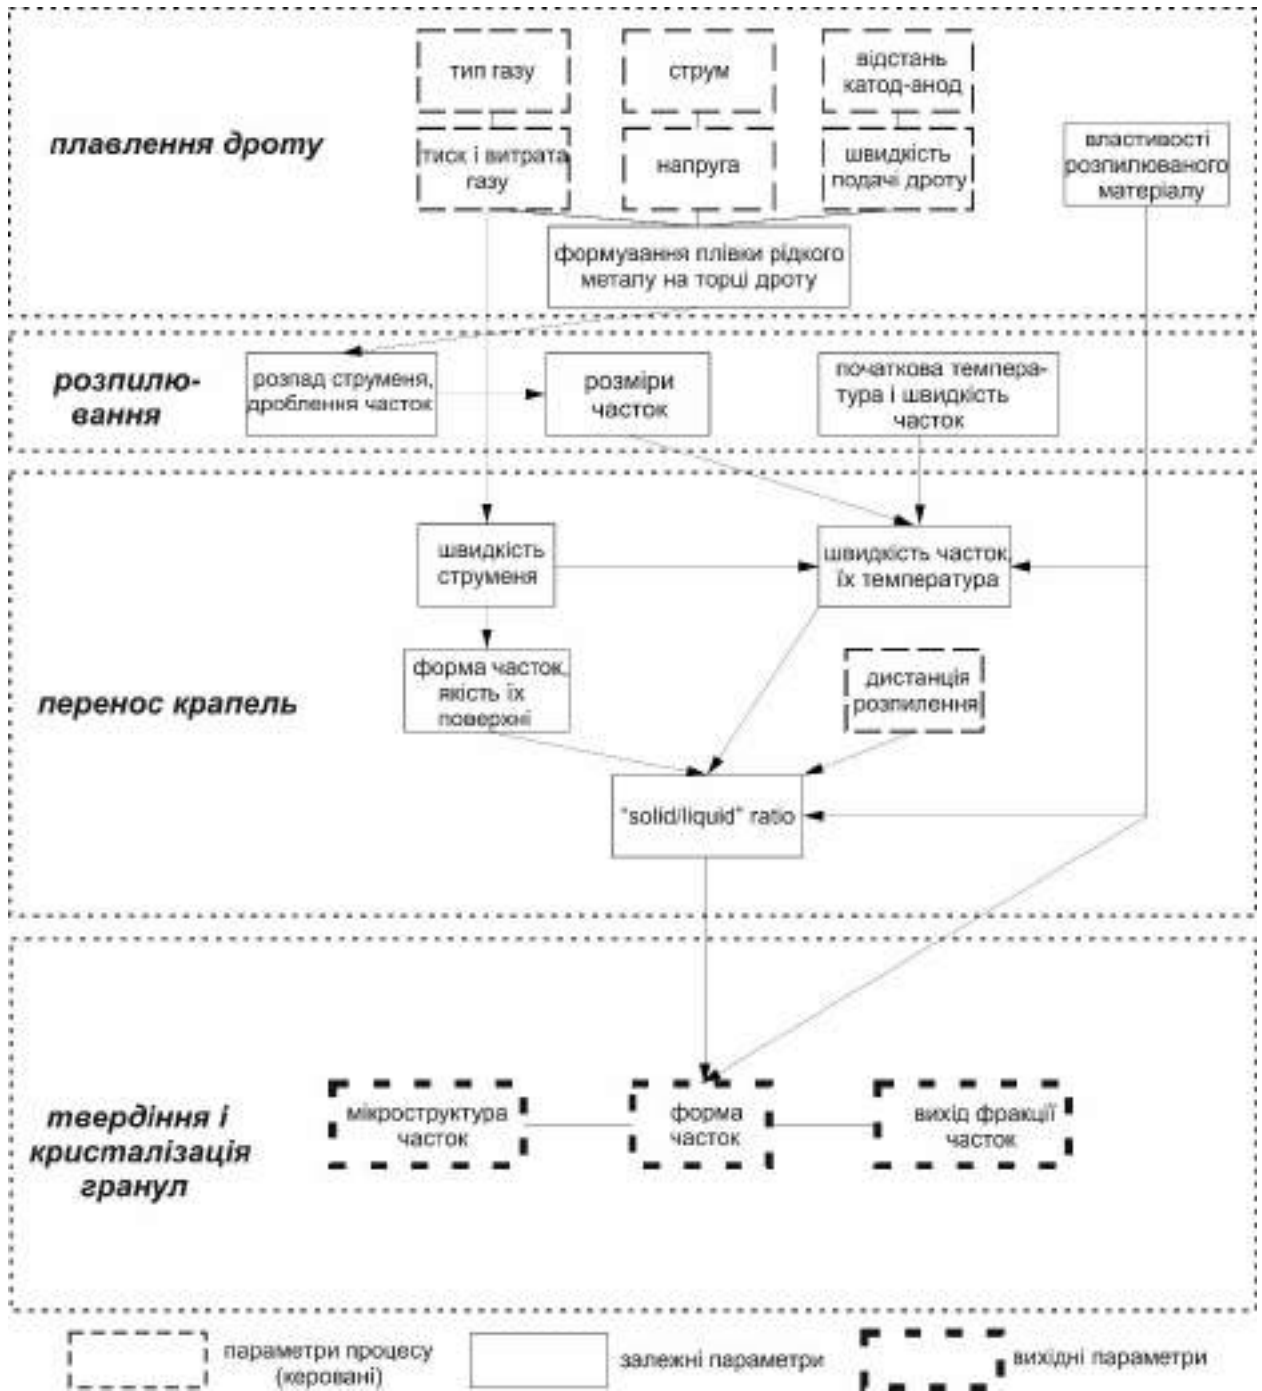 тип газу
струм
відстань
катод-анод
плавлення дроту
тиск і витрата
газу
напруга
швидкість
подачі дроту
властивості
розпилюваного
матеріалу
формування плівки рідкого
металу на торці дроту
розпилю-
вання
розпад струменя,
дроблення часток
розміри
часток
початкова темпера-
тура і швидкість
часток
швидкість
струменя
швидкість часток,
їх температура
перенос крапель
форма часток,
якість їх
поверхні
дистанція
розпилення
"solid/liquid" ratio
твердіння і
кристалізація
гранул
мікроструктура
часток
форма
часток
вихід фракції
часток
параметри процесу
(керовані)
залежні параметри
вихідні параметри